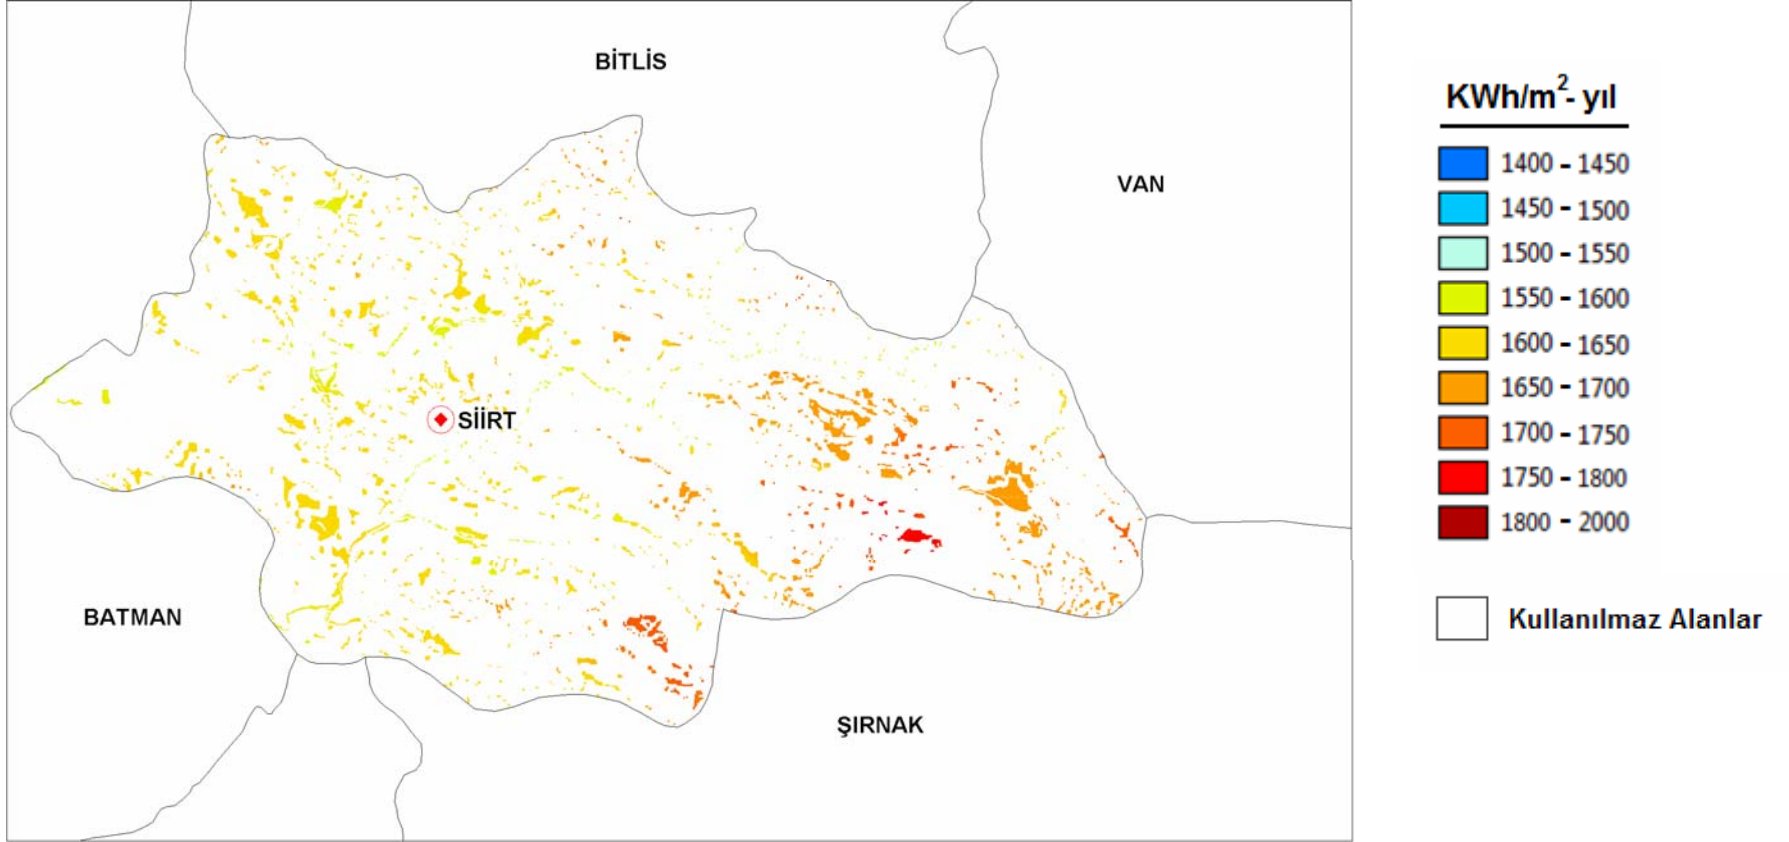 BİTLİS
VAN
SİİRT
BATMAN
ŞIRNAK
KWh/m²- yıl
1400 - 1450
1450 - 1500
1500 - 1550
1550 - 1600
1600 - 1650
1650 - 1700
1700 - 1750
1750 - 1800
1800 - 2000
Kullanılmaz Alanlar